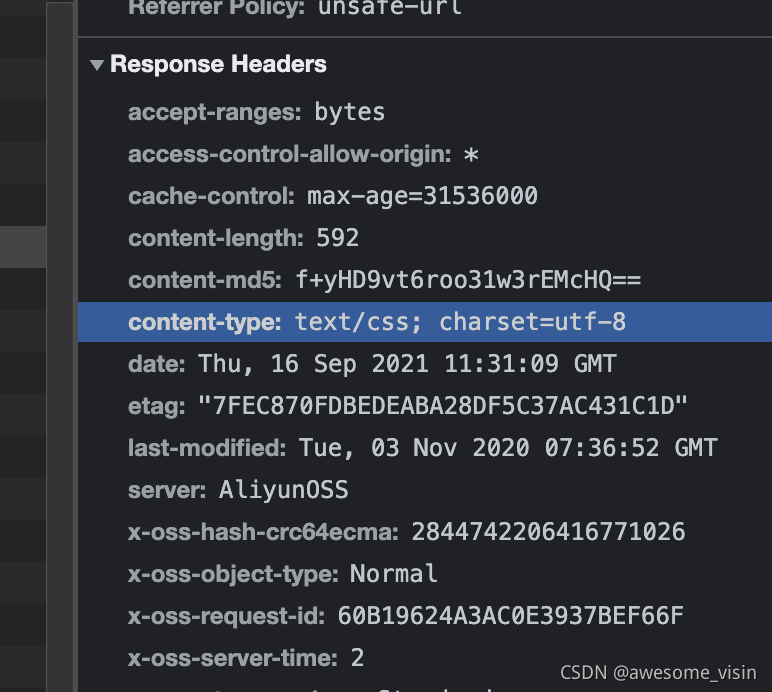 Referrer Policy: unsafe-url
Response Headers
accept-ranges: bytes
access-control-allow-origin: *
cache-control: max-age=31536000
content-length: 592
content-md5: f+yHD9vt6roo31w3rEMcHQ==
content-type: text/css; charset=utf-8
date: Thu, 16 Sep 2021 11:31:09 GMT
etag: "7FEC870FDBEDEABA28DF5C37AC431C1D"
last-modified: Tue, 03 Nov 2020 07:36:52 GMT
server: AliyunOSS
x-oss-hash-crc64ecma: 2844742206416771026
x-oss-object-type: Normal
x-oss-request-id: 60B19624A3AC0E3937BEF66F
x-oss-server-time: 2
CSDN @awesome_visin